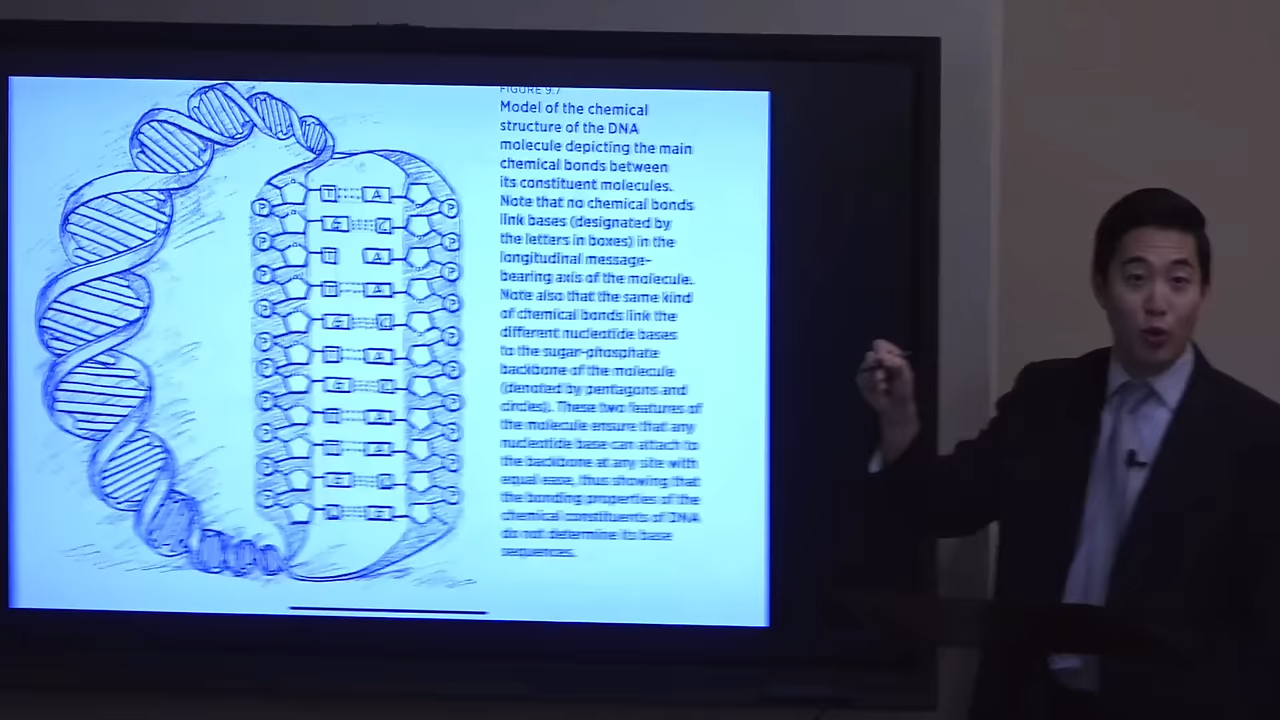 FIGURE 9.7
Model of the chemical
structure of the DNA
molecule depicting the main
chemical bonds between
its constituent molecules.
Note that no chemical bonds
link bases (designated by
the letters in boxes) in the
longitudinal message-
bearing axis of the molecule.
Note also that the same kind
of chemical bonds link the
different nucleotide bases
to the sugar-phosphate
backbone of the molecule
(denoted by pentagons and
circles). These two features of
the molecule ensure that any
nucleotide base can attach to
the backbone at any site with
equal ease, thus showing that
the bonding properties of the
chemical constituents of DNA
do not determine its base
sequences.
T A
C
T A
T A
C
A
A
A